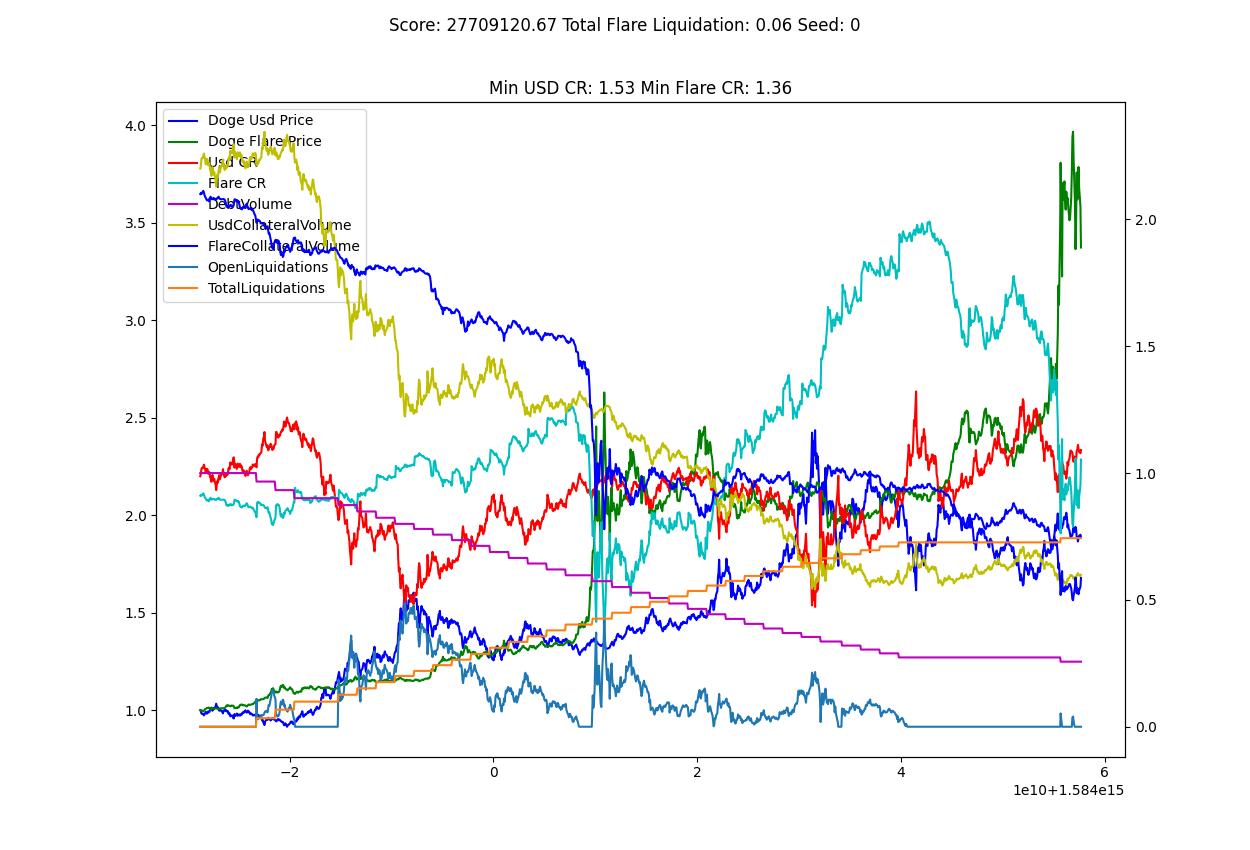 Score: 27709120.67 Total Flare Liquidation: 0.06 Seed: 0
Min USD CR: 1.53 Min Flare CR: 1.36
Doge Usd Price
Doge Flare Price
Usd CR
Flare CR
DebtVolume
UsdCollateralVolume
FlareCollateralVolume
OpenLiquidations
TotalLiquidations
4.0
3.5
3.0
2.5
2.0
1.5
1.0
2.0
1.5
1.0
0.5
0.0
−2
0
2
4
6
1e10+1.584e15